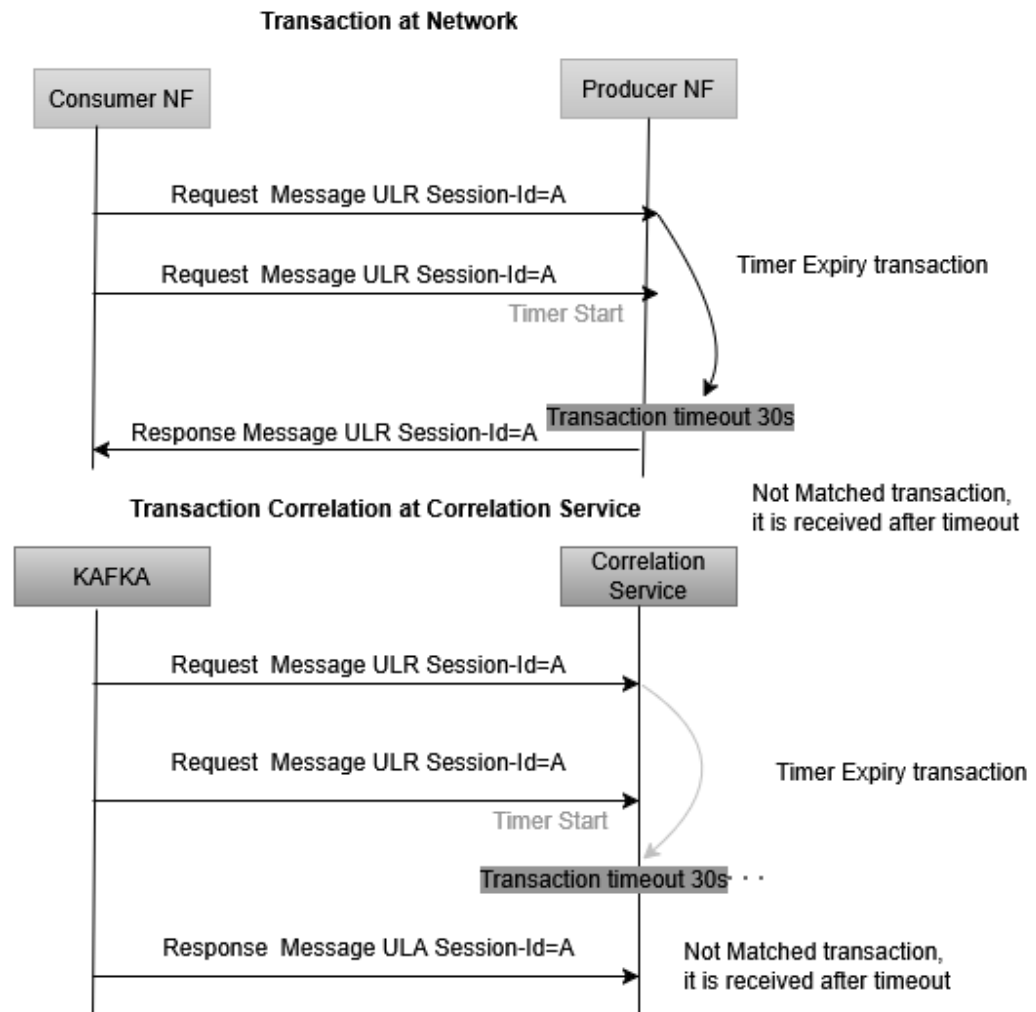 Transaction at Network
Consumer NF
Producer NF
Request  Message ULR Session-Id=A
Timer Expiry transaction
Request  Message ULR Session-Id=A
Timer Start
Transaction timeout 30s
Response Message ULR Session-Id=A
Not Matched transaction,
it is received after timeout
Transaction Correlation at Correlation Service
KAFKA
Correlation
Service
Request  Message ULR Session-Id=A
Request  Message ULR Session-Id=A
Timer Expiry transaction
Timer Start
Transaction timeout 30s
Response  Message ULA Session-Id=A
Not Matched transaction,
it is received after timeout